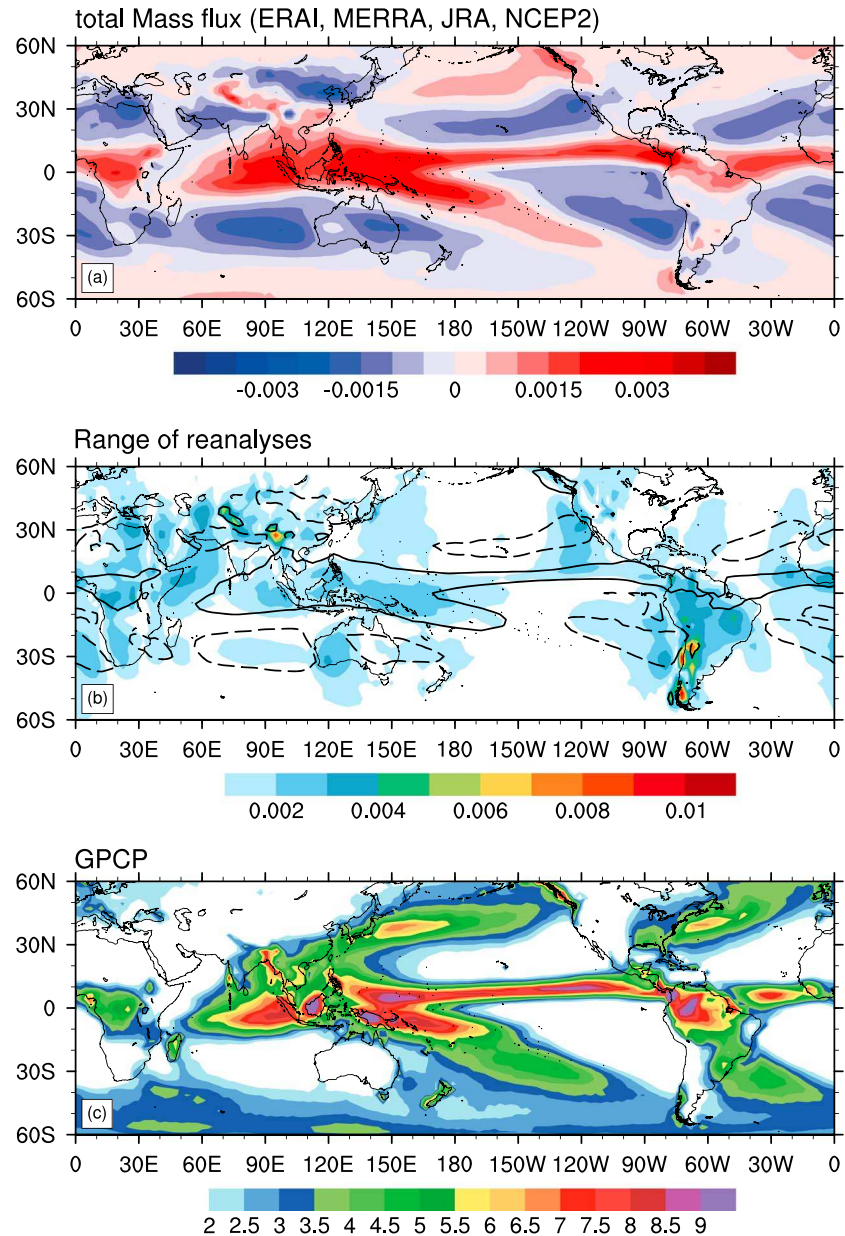 total Mass flux (ERAI, MERRA, JRA, NCEP2)
60N
30N
0
30S
60S
(a)
0 30E 60E 90E 120E 150E 180 150W 120W 90W 60W 30W 0
-0.003 -0.0015 0 0.0015 0.003
Range of reanalyses
60N
30N
0
30S
60S
(b)
0 30E 60E 90E 120E 150E 180 150W 120W 90W 60W 30W 0
0.002 0.004 0.006 0.008 0.01
GPCP
60N
30N
0
30S
60S
(c)
0 30E 60E 90E 120E 150E 180 150W 120W 90W 60W 30W 0
2 2.5 3 3.5 4 4.5 5 5.5 6 6.5 7 7.5 8 8.5 9